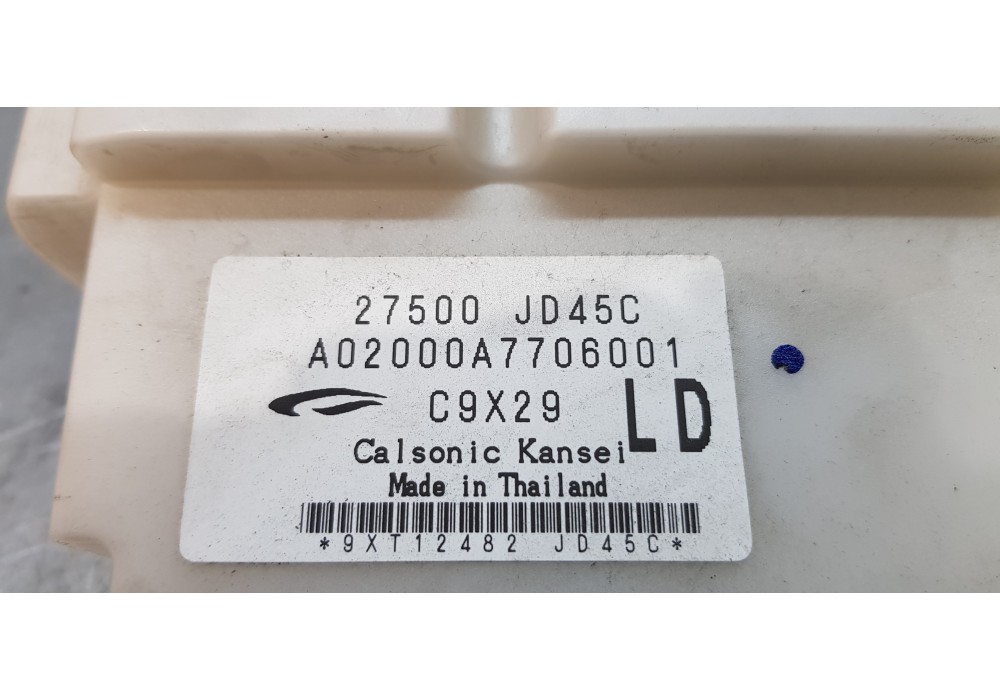 27500 JD45C
A02000A7706001
C9X29 LD
Calsonic Kansei
Made in Thailand
*9XT12482 JD45C*